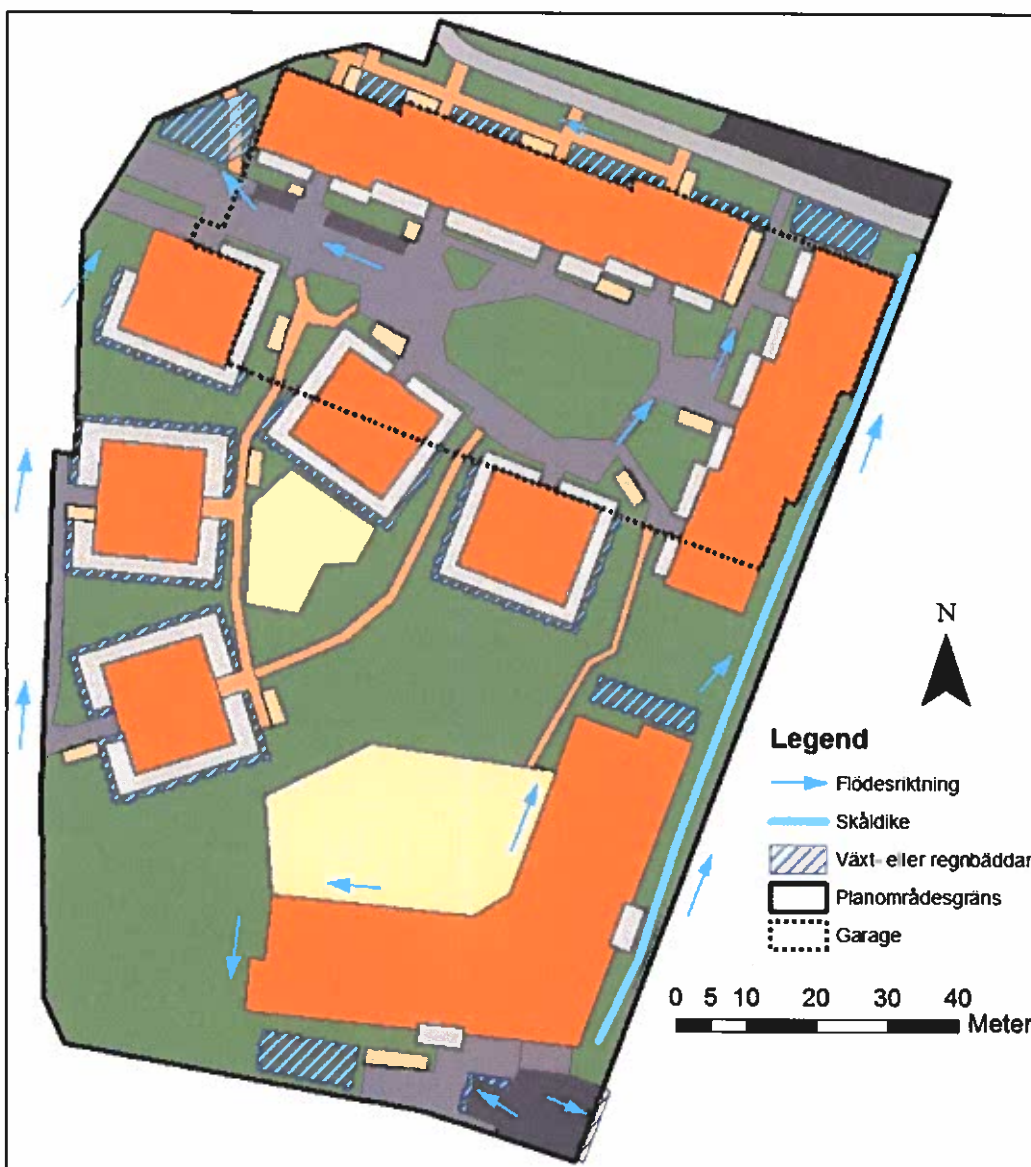 N
Legend
Flödesriktning
Skåldike
Växt- eller regnbäddar
Planområdesgräns
Garage
0 5 10 20 30 40
Meter